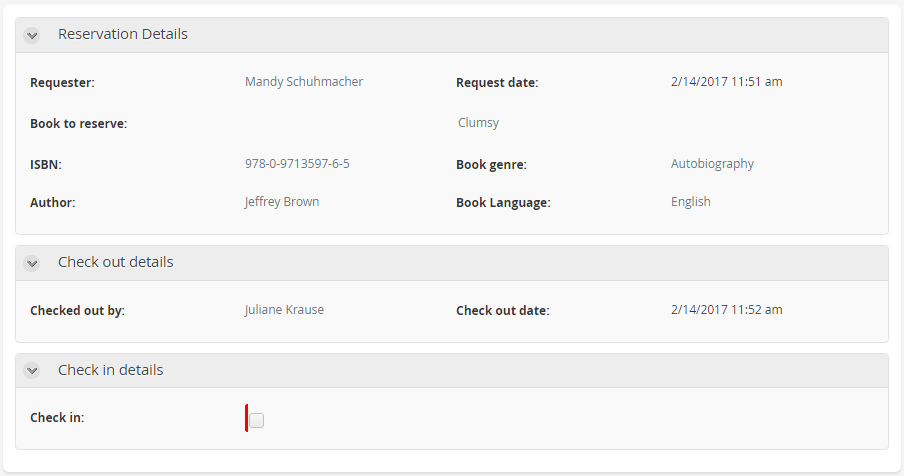 Reservation Details
Requester: Mandy Schuhmacher Request date: 2/14/2017 11:51 am
Book to reserve: Clumsy
ISBN: 978-0-9713597-6-5 Book genre: Autobiography
Author: Jeffrey Brown Book Language: English
Check out details
Checked out by: Juliane Krause Check out date: 2/14/2017 11:52 am
Check in details
Check in: